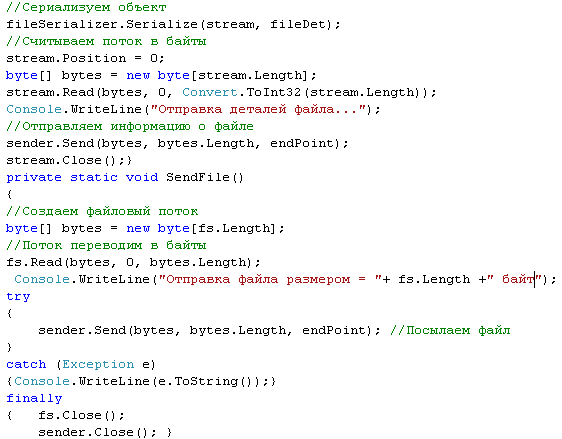 //Сериализуем объект
fileSerializer.Serialize(stream, fileDet);
//Считываем поток в байты
stream.Position = 0;
byte[] bytes = new byte[stream.Length];
stream.Read(bytes, 0, Convert.ToInt32(stream.Length));
Console.WriteLine("Отправка деталей файла...");
//Отправляем информацию о файле
sender.Send(bytes, bytes.Length, endPoint);
stream.Close();}
private static void SendFile()
{
//Создаем файловый поток
byte[] bytes = new byte[fs.Length];
//Поток переводим в байты
fs.Read(bytes, 0, bytes.Length);
 Console.WriteLine("Отправка файла размером = "+ fs.Length +" байт");
try
{
    sender.Send(bytes, bytes.Length, endPoint); //Посылаем файл
}
catch (Exception e)
{Console.WriteLine(e.ToString());}
finally
{   fs.Close();
    sender.Close(); }